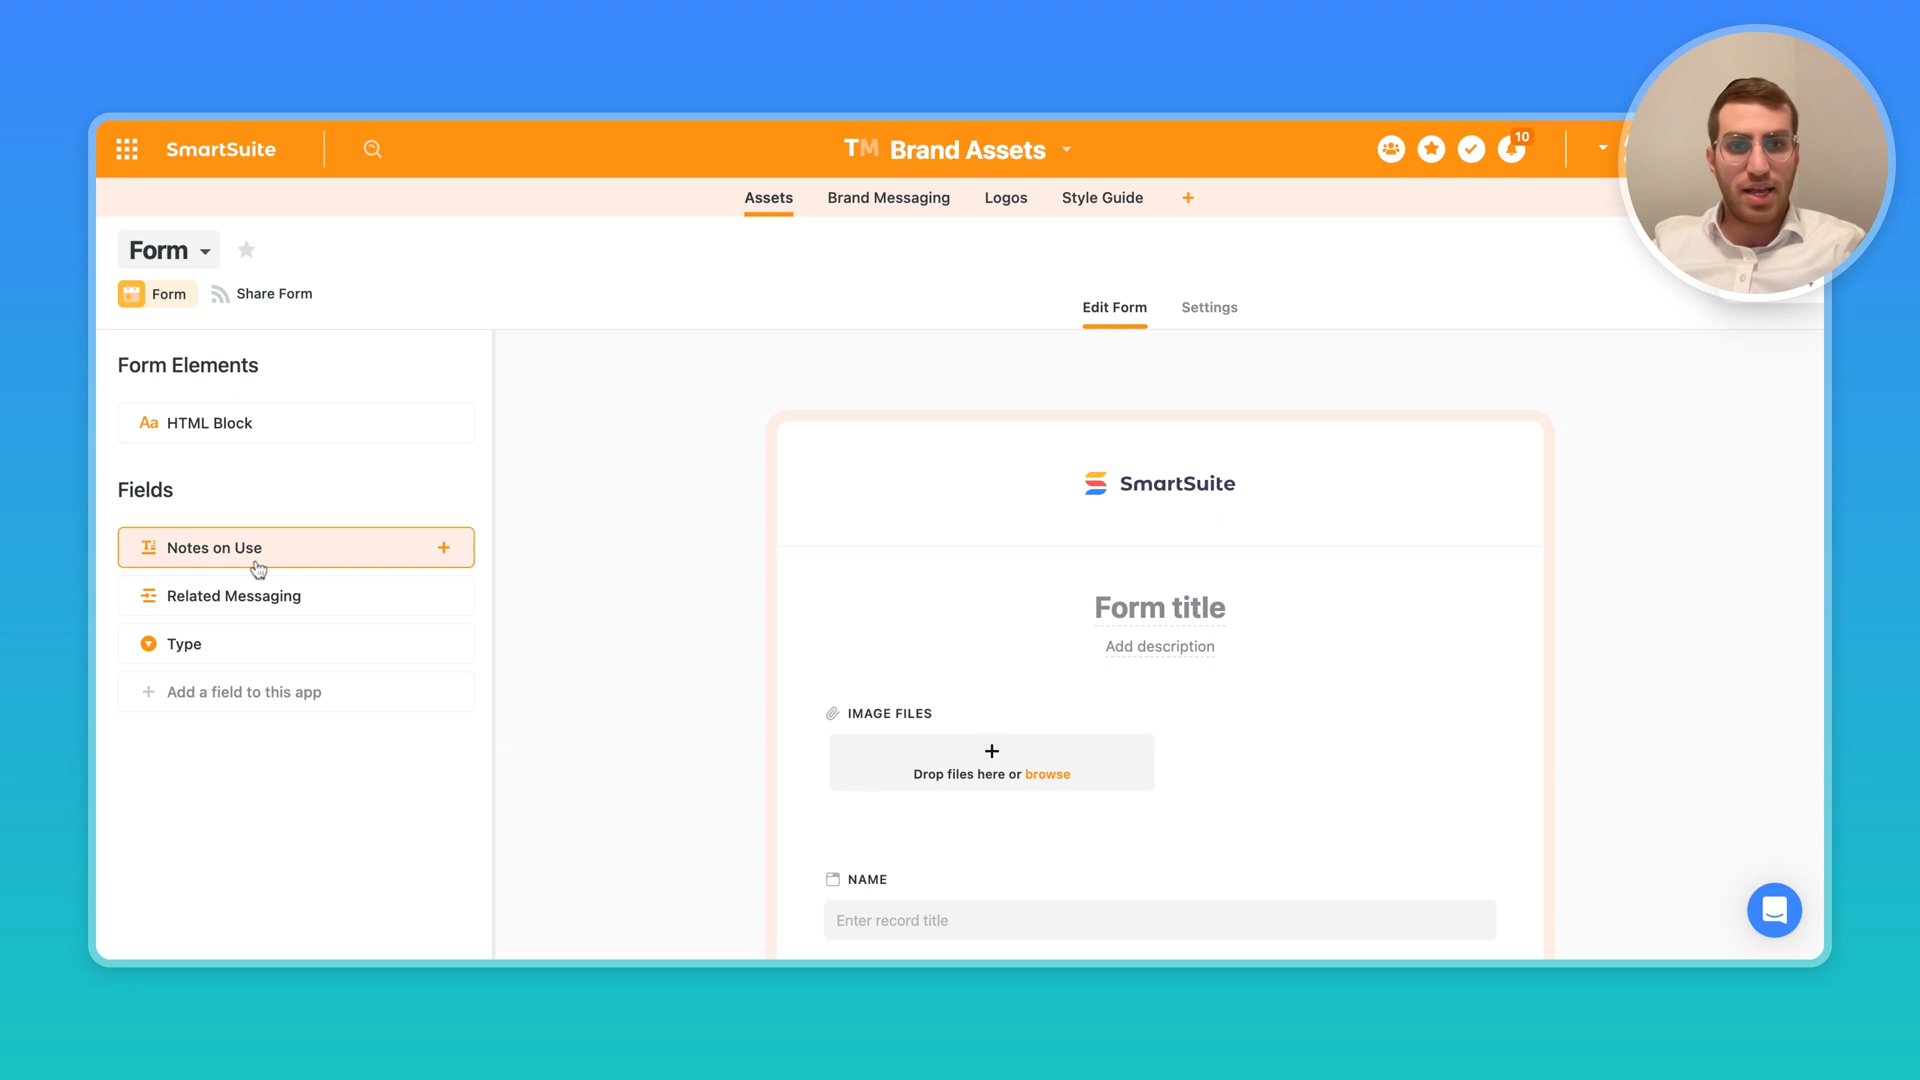 SmartSuite
TM Brand Assets
10
Assets
Brand Messaging
Logos
Style Guide
+
Form
Form
Share Form
Edit Form
Settings
Form Elements
Aa HTML Block
Fields
Notes on Use +
Related Messaging
Type
+ Add a field to this app
SmartSuite
Form title
Add description
IMAGE FILES
+
Drop files here or browse
NAME
Enter record title